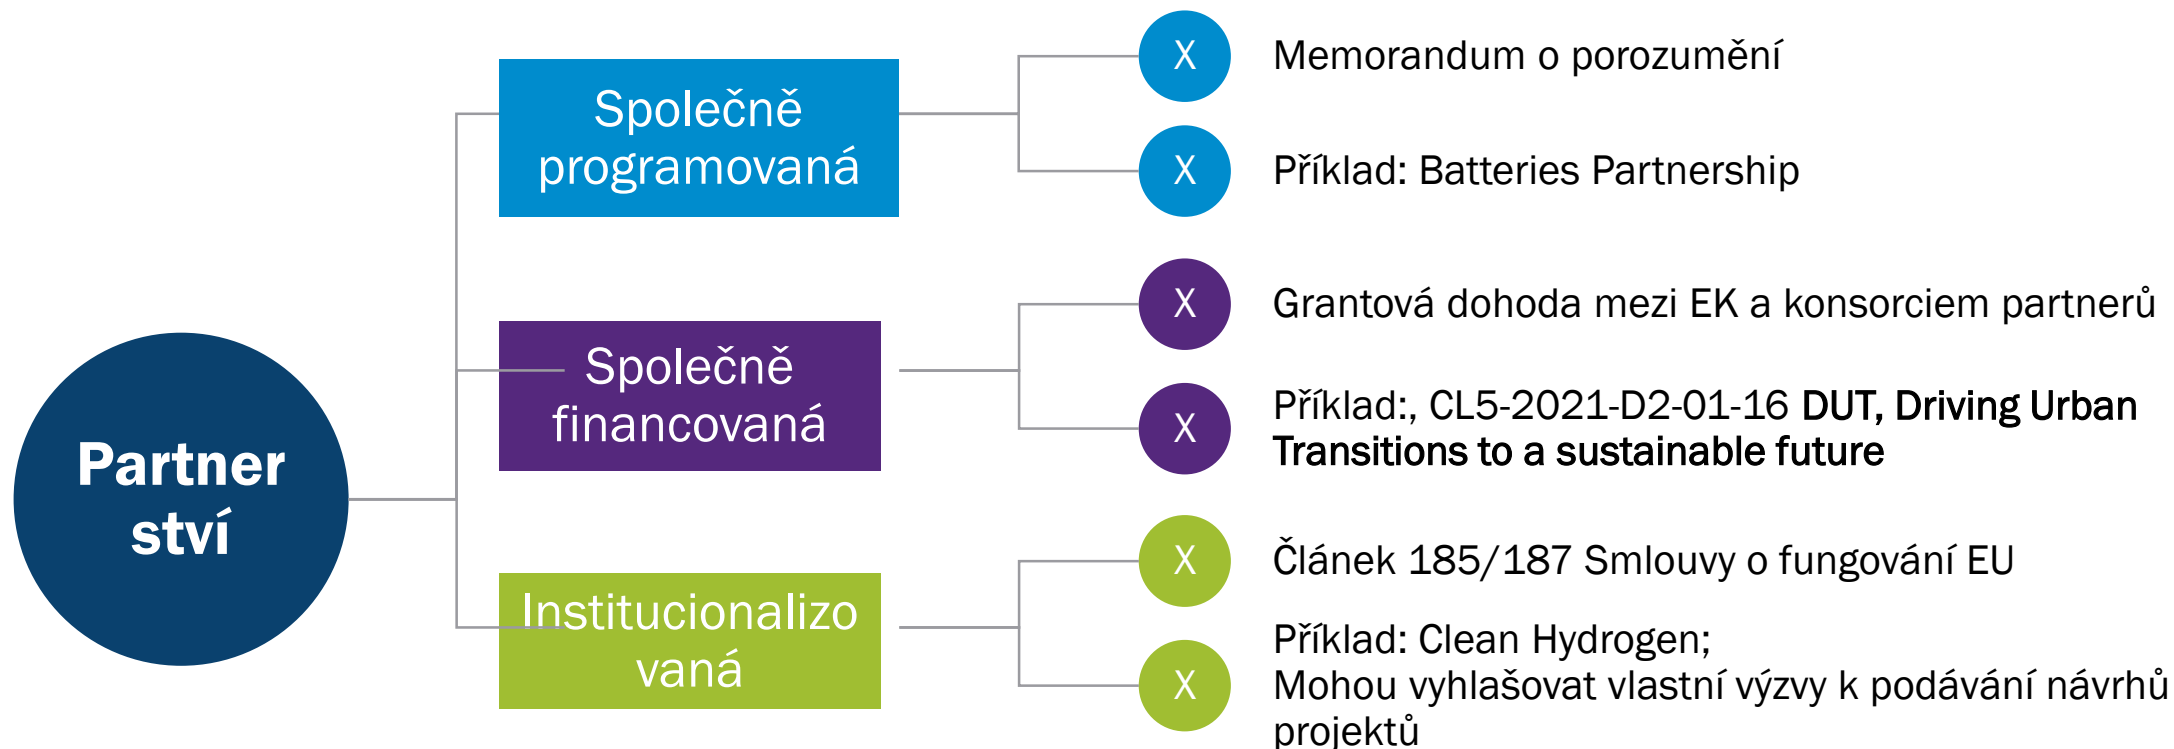 Partner
ství
Společně
programovaná
X
Memorandum o porozumění
X
Příklad: Batteries Partnership
Společně
financovaná
X
Grantová dohoda mezi EK a konsorciem partnerů
X
Příklad:, CL5-2021-D2-01-16 DUT, Driving Urban
Transitions to a sustainable future
Institucionalizo
vaná
X
Článek 185/187 Smlouvy o fungování EU
X
Příklad: Clean Hydrogen;
Mohou vyhlašovat vlastní výzvy k podávání návrhů
projektů